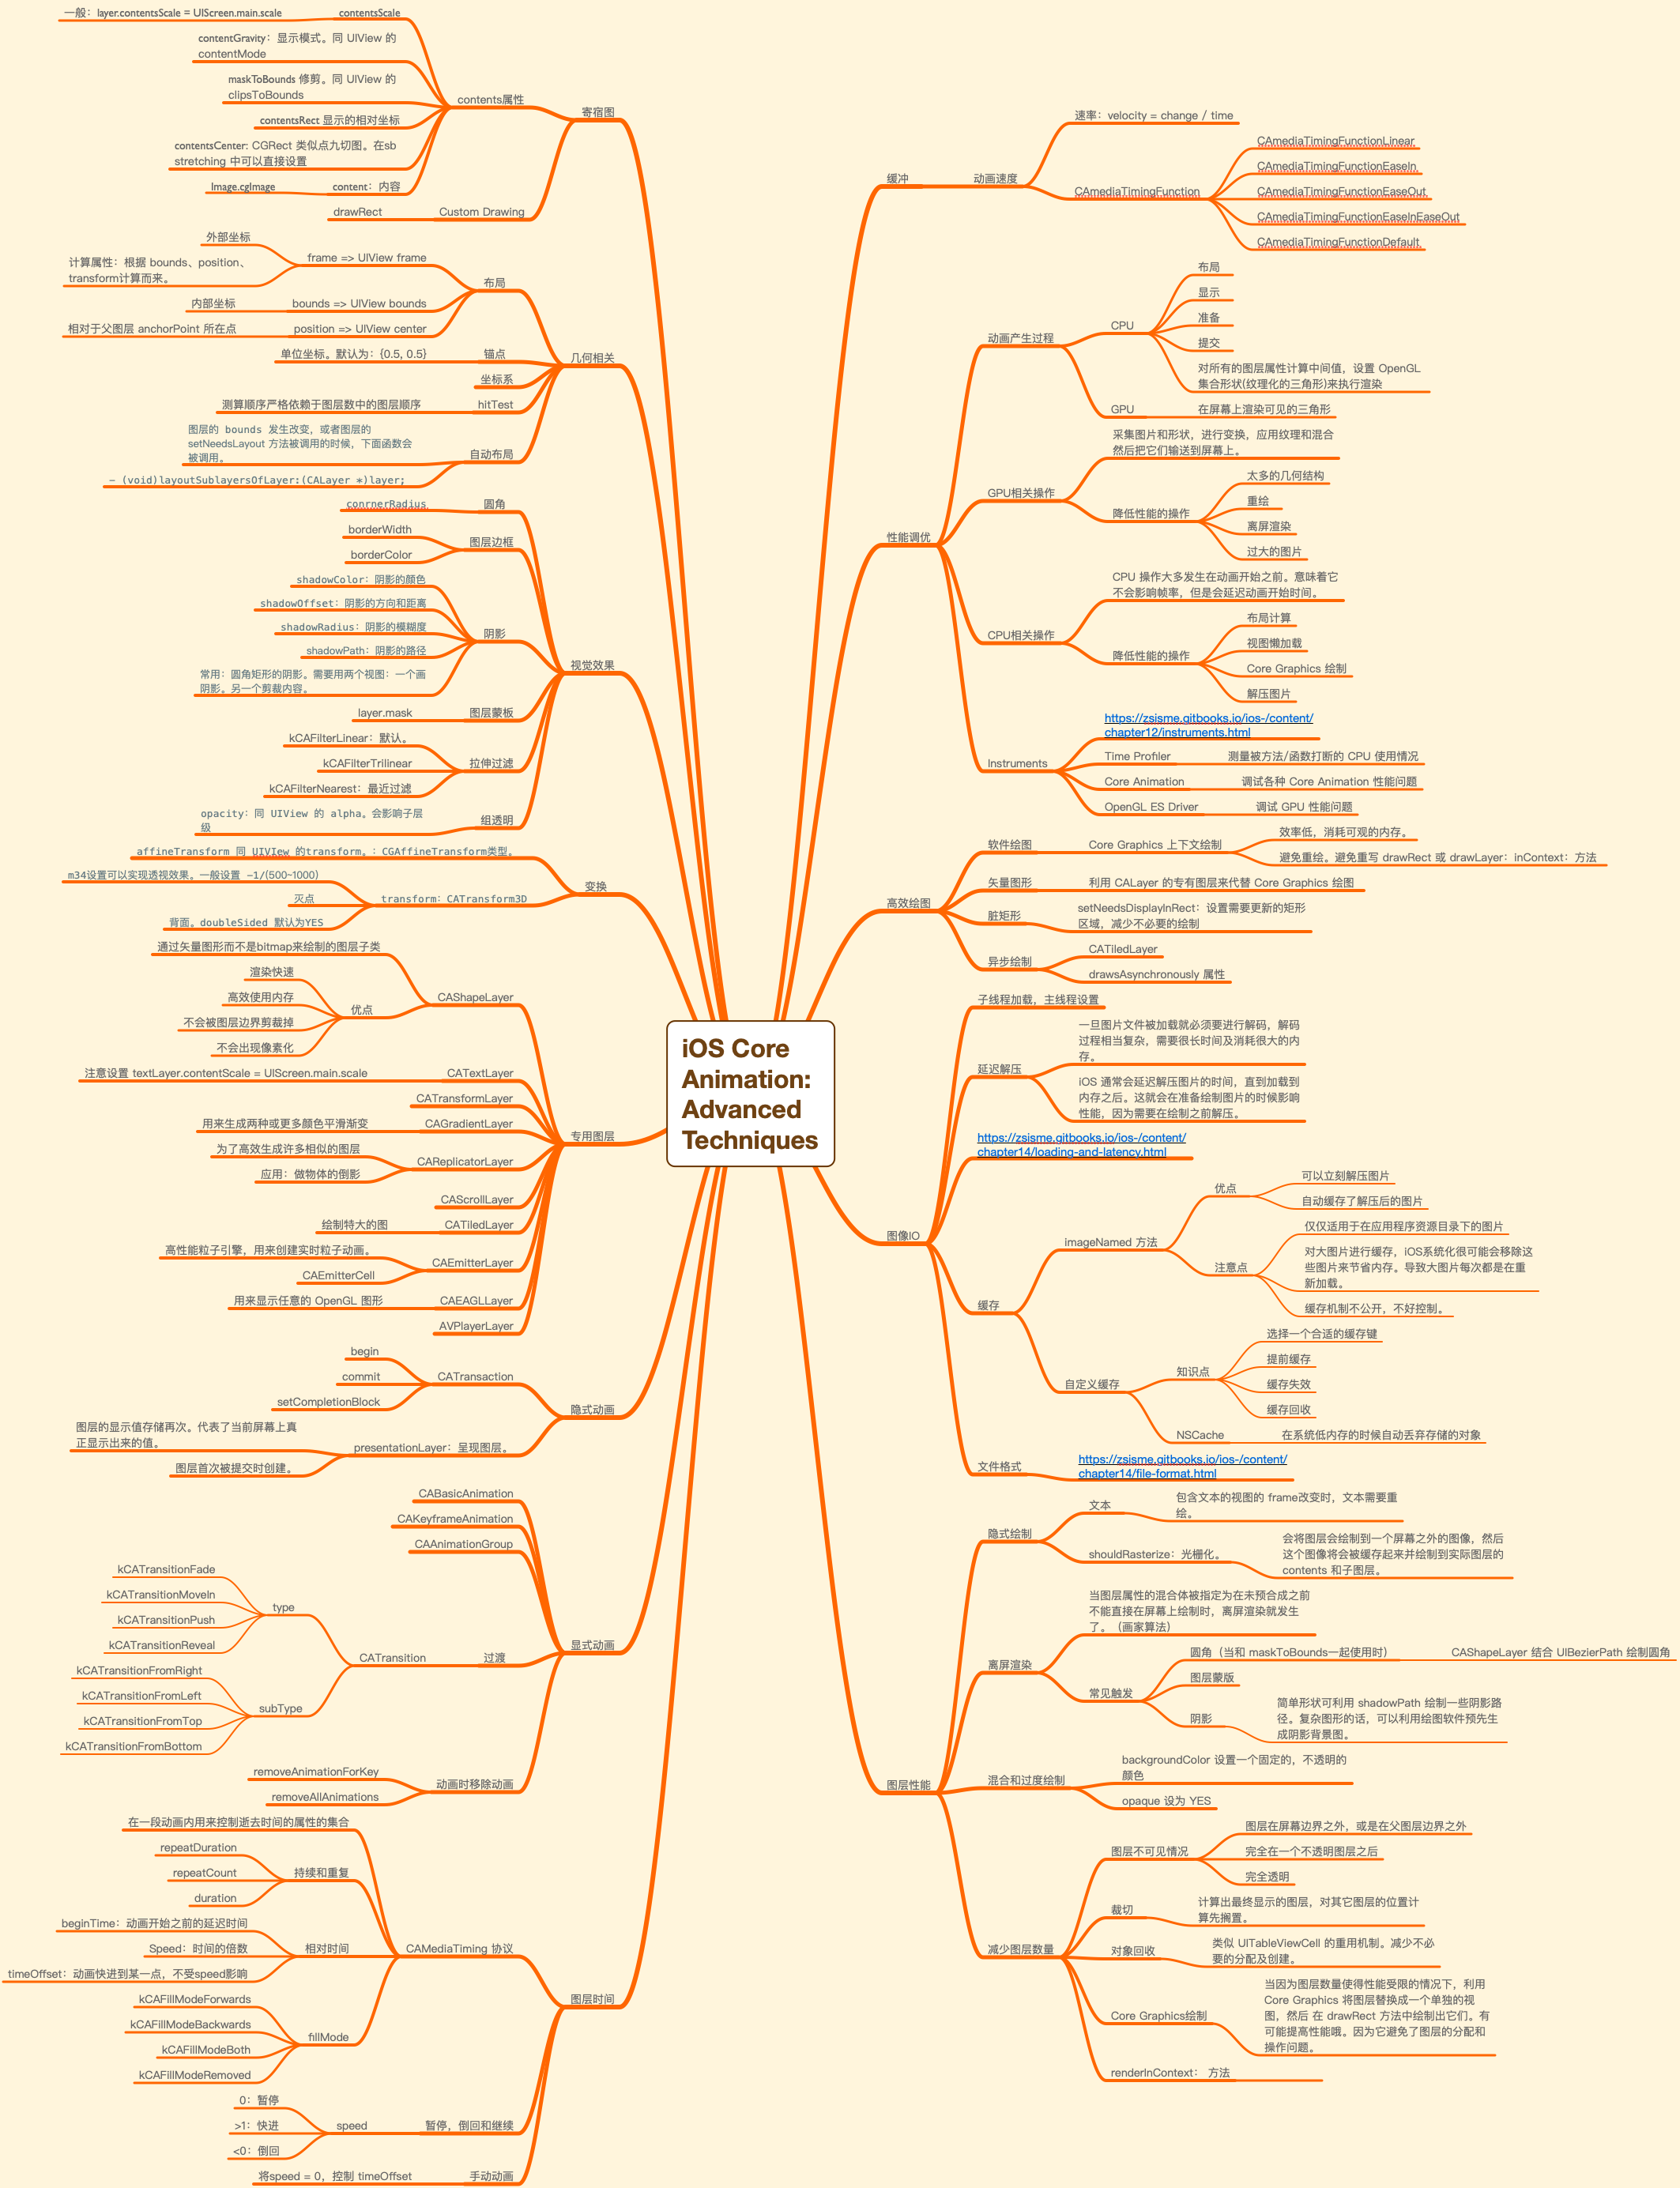 iOS Core
Animation:
Advanced
Techniques
寄宿图
contents属性
contentsScale
一般：layer.contentsScale = UIScreen.main.scale
contentGravity：显示模式。同 UIView 的
contentMode
maskToBounds 修剪。同 UIView 的
clipsToBounds
contentsRect 显示的相对坐标
contentsCenter: CGRect 类似点九切图。在sb
stretching 中可以直接设置
content：内容
Image.cgImage
Custom Drawing
drawRect
几何相关
布局
frame => UIView frame
外部坐标
计算属性：根据 bounds、position、
transform计算而来。
bounds => UIView bounds
内部坐标
position => UIView center
相对于父图层 anchorPoint 所在点
锚点
单位坐标。默认为：{0.5, 0.5}
坐标系
hitTest
测算顺序严格依赖于图层数中的图层顺序
自动布局
图层的 bounds 发生改变，或者图层的
setNeedsLayout 方法被调用的时候，下面函数会
被调用。
- (void)layoutSublayersOfLayer:(CALayer *)layer;
视觉效果
圆角
conrnerRadius
图层边框
borderWidth
borderColor
阴影
shadowColor：阴影的颜色
shadowOffset：阴影的方向和距离
shadowRadius：阴影的模糊度
shadowPath：阴影的路径
常用：圆角矩形的阴影。需要用两个视图：一个画
阴影。另一个剪裁内容。
图层蒙板
layer.mask
拉伸过滤
kCAFilterLinear：默认。
kCAFilterTrilinear
kCAFilterNearest：最近过滤
组透明
opacity：同 UIView 的 alpha。会影响子层
级
变换
affineTransform 同 UIVIew 的transform。：CGAffineTransform类型。
transform：CATransform3D
m34设置可以实现透视效果。一般设置 -1/(500~1000)
灭点
背面。doubleSided 默认为YES
专用图层
CAShapeLayer
通过矢量图形而不是bitmap来绘制的图层子类
优点
渲染快速
高效使用内存
不会被图层边界剪裁掉
不会出现像素化
CATextLayer
注意设置 textLayer.contentScale = UIScreen.main.scale
CATransformLayer
CAGradientLayer
用来生成两种或更多颜色平滑渐变
CAReplicatorLayer
为了高效生成许多相似的图层
应用：做物体的倒影
CAScrollLayer
CATiledLayer
绘制特大的图
CAEmitterLayer
高性能粒子引擎，用来创建实时粒子动画。
CAEmitterCell
CAEAGLLayer
用来显示任意的 OpenGL 图形
AVPlayerLayer
隐式动画
CATransaction
begin
commit
setCompletionBlock
presentationLayer：呈现图层。
图层的显示值存储再次。代表了当前屏幕上真
正显示出来的值。
图层首次被提交时创建。
显式动画
CABasicAnimation
CAKeyframeAnimation
CAAnimationGroup
过渡
CATransition
type
kCATransitionFade
kCATransitionMoveIn
kCATransitionPush
kCATransitionReveal
subType
kCATransitionFromRight
kCATransitionFromLeft
kCATransitionFromTop
kCATransitionFromBottom
动画时移除动画
removeAnimationForKey
removeAllAnimations
图层时间
CAMediaTiming 协议
在一段动画内用来控制逝去时间的属性的集合
持续和重复
repeatDuration
repeatCount
duration
相对时间
beginTime：动画开始之前的延迟时间
Speed：时间的倍数
timeOffset：动画快进到某一点，不受speed影响
fillMode
kCAFillModeForwards
kCAFillModeBackwards
kCAFillModeBoth
kCAFillModeRemoved
暂停，倒回和继续
speed
0：暂停
>1：快进
<0：倒回
手动动画
将speed = 0，控制 timeOffset
缓冲
动画速度
速率：velocity = change / time
CAmediaTimingFunction
CAmediaTimingFunctionLinear
CAmediaTimingFunctionEaseIn
CAmediaTimingFunctionEaseOut
CAmediaTimingFunctionEaseInEaseOut
CAmediaTimingFunctionDefault
性能调优
动画产生过程
CPU
布局
显示
准备
提交
对所有的图层属性计算中间值，设置 OpenGL
集合形状(纹理化的三角形)来执行渲染
GPU
在屏幕上渲染可见的三角形
GPU相关操作
采集图片和形状，进行变换，应用纹理和混合
然后把它们输送到屏幕上。
降低性能的操作
太多的几何结构
重绘
离屏渲染
过大的图片
CPU相关操作
CPU 操作大多发生在动画开始之前。意味着它
不会影响帧率，但是会延迟动画开始时间。
降低性能的操作
布局计算
视图懒加载
Core Graphics 绘制
解压图片
Instruments
https://zsisme.gitbooks.io/ios-/content/
chapter12/instruments.html
Time Profiler
测量被方法/函数打断的 CPU 使用情况
Core Animation
调试各种 Core Animation 性能问题
OpenGL ES Driver
调试 GPU 性能问题
高效绘图
软件绘图
Core Graphics 上下文绘制
效率低，消耗可观的内存。
避免重绘。避免重写 drawRect 或 drawLayer：inContext：方法
矢量图形
利用 CALayer 的专有图层来代替 Core Graphics 绘图
脏矩形
setNeedsDisplayInRect：设置需要更新的矩形
区域，减少不必要的绘制
异步绘制
CATiledLayer
drawsAsynchronously 属性
图像IO
子线程加载，主线程设置
延迟解压
一旦图片文件被加载就必须要进行解码，解码
过程相当复杂，需要很长时间及消耗很大的内
存。
iOS 通常会延迟解压图片的时间，直到加载到
内存之后。这就会在准备绘制图片的时候影响
性能，因为需要在绘制之前解压。
https://zsisme.gitbooks.io/ios-/content/
chapter14/loading-and-latency.html
缓存
imageNamed 方法
优点
可以立刻解压图片
自动缓存了解压后的图片
注意点
仅仅适用于在应用程序资源目录下的图片
对大图片进行缓存，iOS系统化很可能会移除这
些图片来节省内存。导致大图片每次都是在重
新加载。
缓存机制不公开，不好控制。
自定义缓存
知识点
选择一个合适的缓存键
提前缓存
缓存失效
缓存回收
NSCache
在系统低内存的时候自动丢弃存储的对象
文件格式
https://zsisme.gitbooks.io/ios-/content/
chapter14/file-format.html
图层性能
隐式绘制
文本
包含文本的视图的 frame改变时，文本需要重
绘。
shouldRasterize：光栅化。
会将图层会绘制到一个屏幕之外的图像，然后
这个图像将会被缓存起来并绘制到实际图层的
contents 和子图层。
离屏渲染
当图层属性的混合体被指定为在未预合成之前
不能直接在屏幕上绘制时，离屏渲染就发生
了。（画家算法）
常见触发
圆角（当和 maskToBounds一起使用时）
CAShapeLayer 结合 UIBezierPath 绘制圆角
图层蒙版
阴影
简单形状可利用 shadowPath 绘制一些阴影路
径。复杂图形的话，可以利用绘图软件预先生
成阴影背景图。
混合和过度绘制
backgroundColor 设置一个固定的，不透明的
颜色
opaque 设为 YES
减少图层数量
图层不可见情况
图层在屏幕边界之外，或是在父图层边界之外
完全在一个不透明图层之后
完全透明
裁切
计算出最终显示的图层，对其它图层的位置计
算先搁置。
对象回收
类似 UITableViewCell 的重用机制。减少不必
要的分配及创建。
Core Graphics绘制
当因为图层数量使得性能受限的情况下，利用
Core Graphics 将图层替换成一个单独的视
图，然后 在 drawRect 方法中绘制出它们。有
可能提高性能哦。因为它避免了图层的分配和
操作问题。
renderInContext： 方法